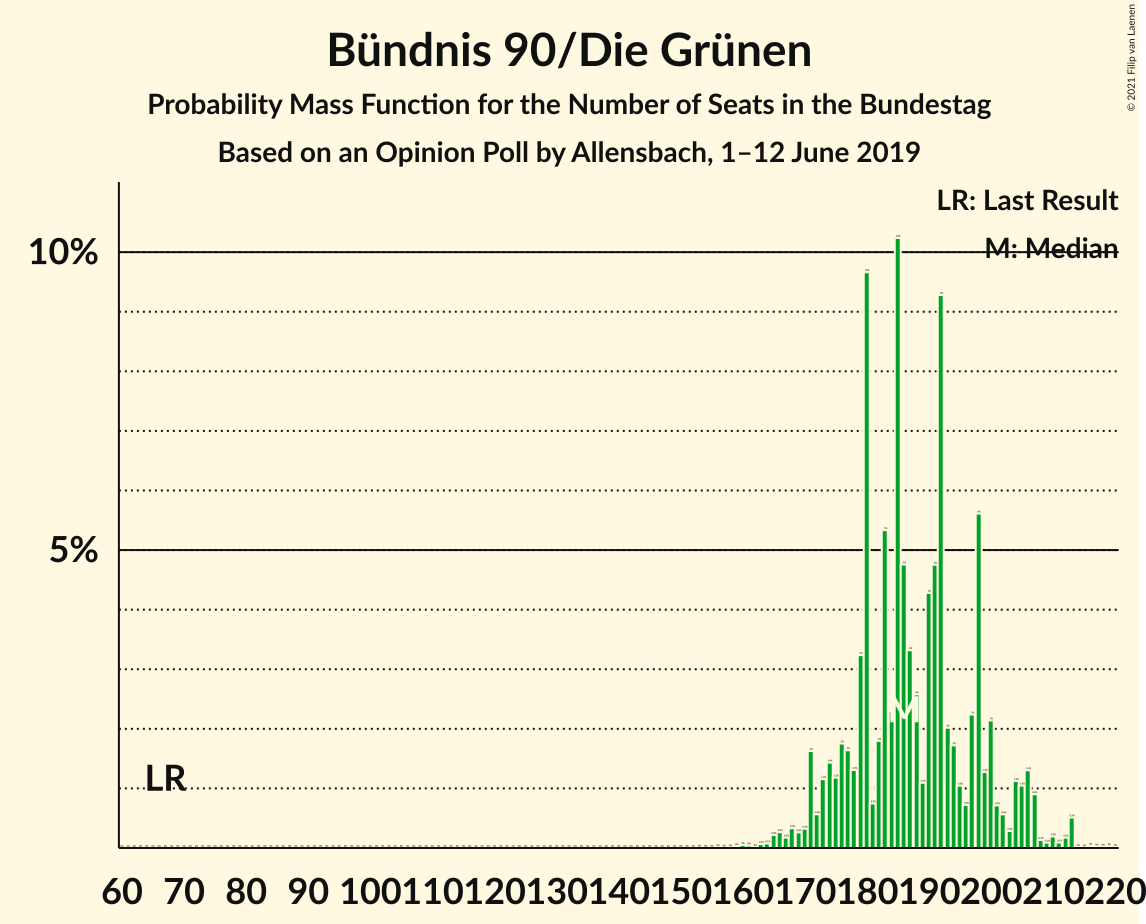 Bündnis 90/Die Grünen
Probability Mass Function for the Number of Seats in the Bundestag
Based on an Opinion Poll by Allensbach, 1–12 June 2019
© 2021 Filip van Laenen
LR: Last Result
M: Median
10%
5%
LR
M
60 70 80 90 100 110 120 130 140 150 160 170 180 190 200 210 220